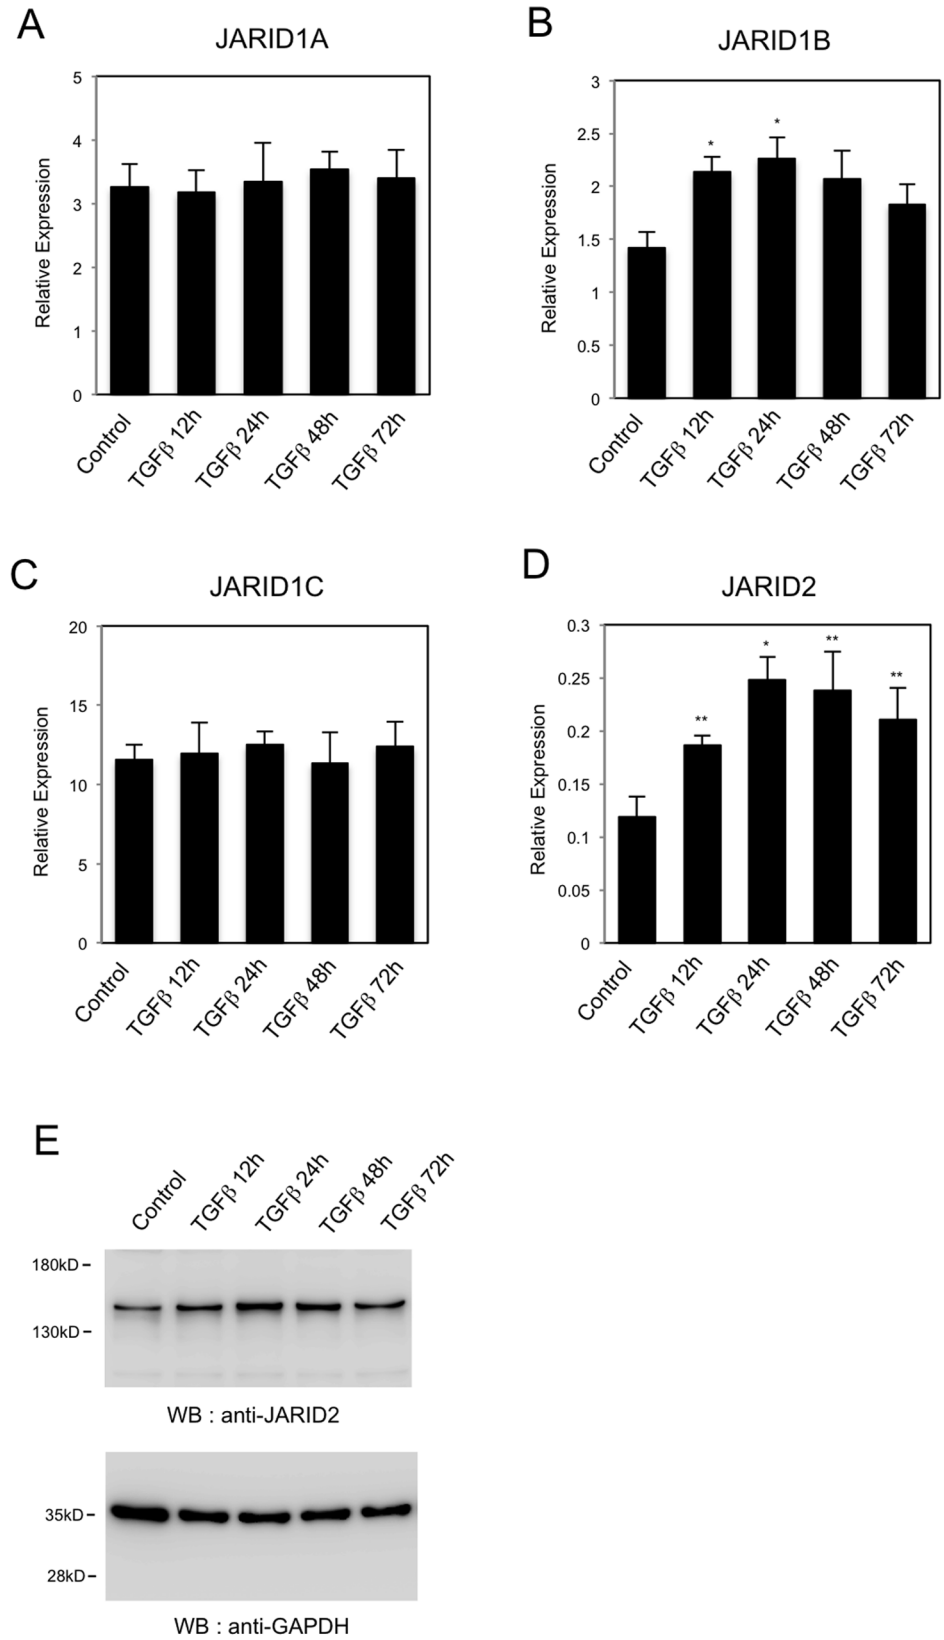 A
JARID1A
Relative Expression
5
4
3
2
1
0
Control
TGFβ 12h
TGFβ 24h
TGFβ 48h
TGFβ 72h
B
JARID1B
Relative Expression
3
2.5
2
1.5
1
0.5
0
*
*
Control
TGFβ 12h
TGFβ 24h
TGFβ 48h
TGFβ 72h
C
JARID1C
Relative Expression
20
15
10
5
0
Control
TGFβ 12h
TGFβ 24h
TGFβ 48h
TGFβ 72h
D
JARID2
Relative Expression
0.3
0.25
0.2
0.15
0.1
0.05
0
**
*
**
**
Control
TGFβ 12h
TGFβ 24h
TGFβ 48h
TGFβ 72h
E
Control
TGFβ 12h
TGFβ 24h
TGFβ 48h
TGFβ 72h
180kD
130kD
WB : anti-JARID2
35kD
28kD
WB : anti-GAPDH